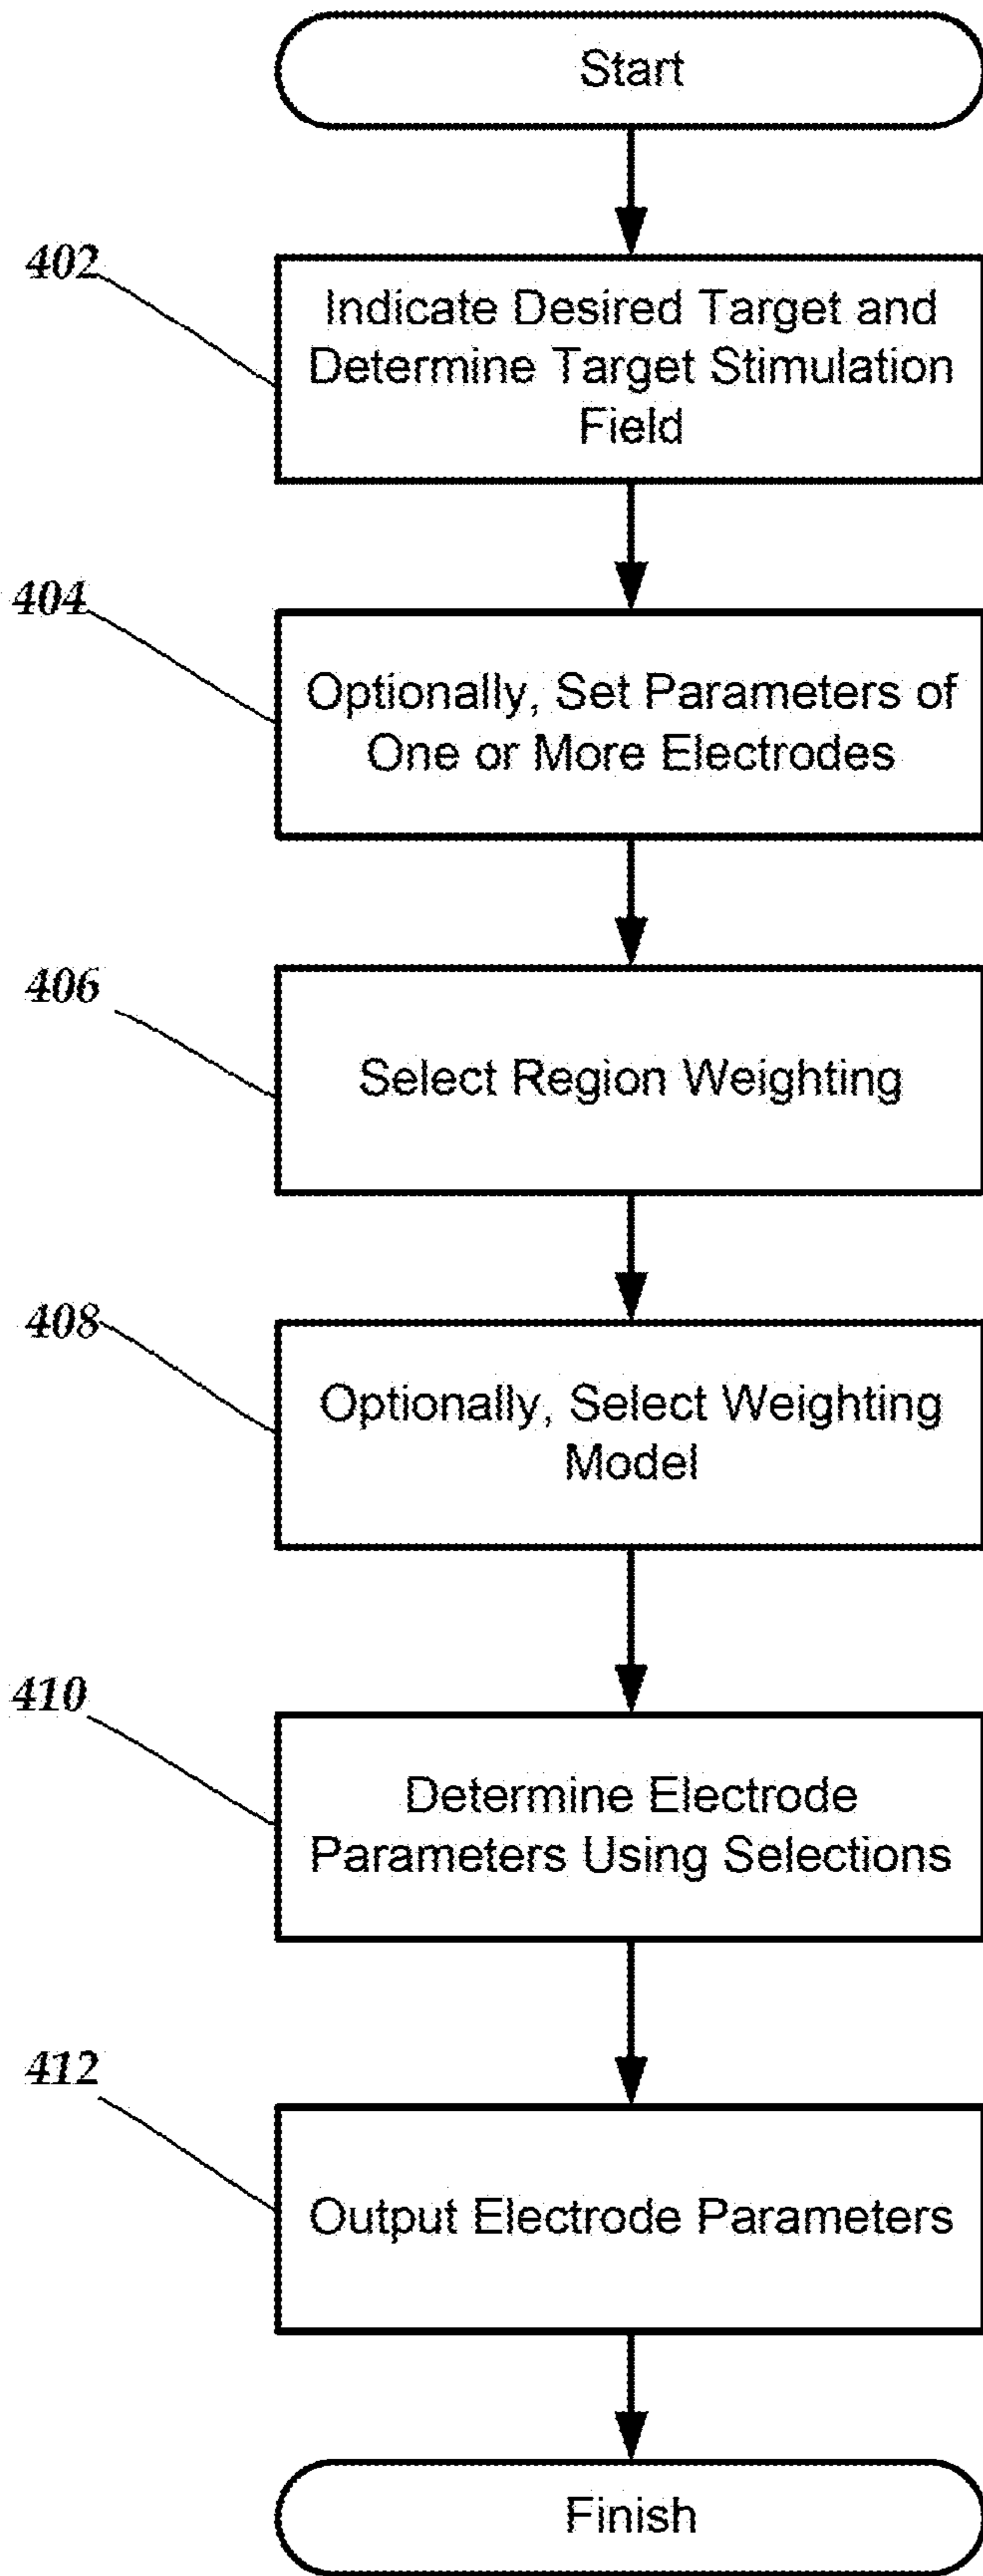 Start
402
Indicate Desired Target and
Determine Target Stimulation
Field
404
Optionally, Set Parameters of
One or More Electrodes
406
Select Region Weighting
408
Optionally, Select Weighting
Model
410
Determine Electrode
Parameters Using Selections
412
Output Electrode Parameters
Finish